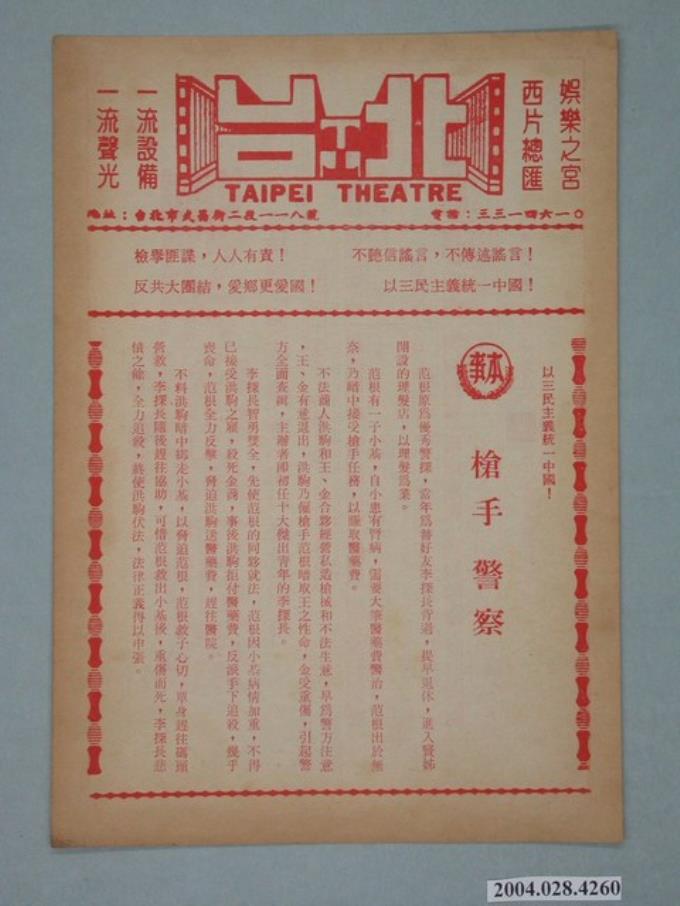 娛樂之宮
西片總匯
台北
TAIPEI THEATRE
一流設備
一流聲光
地址:台北市武昌街二段一一八號
電話:三三一四六一〇
檢舉匪諜,人人有責!
不聽信謠言,不傳述謠言!
反共大團結,愛鄉更愛國!
以三民主義統一中國!
以三民主義統一中國!
本事
槍手警察
范根原為優秀警探,當年為替好友李探長背過,提早退休,進入賢姊
開設的理髮店,以理髮為業。
范根有一子小基,自小患有腎病,需要大筆醫藥費醫治,范根出於無
奈,乃暗中接受槍手任務,以賺取醫藥費。
不法商人洪駒和王、金合夥經營私造槍械和不法生意,早為警方注意
,王、金有意退出,洪駒乃僱槍手范根暗取王之性命,金受重傷,引起警
方全面查緝,主辦者即初任十大傑出青年的李探長。
李探長智勇雙全,先使范根的同夥就法,范根因小基病情加重,不得
已接受洪駒之雇,殺死金滿,事後洪駒拒付醫藥費,反派手下追殺,幾乎
喪命,范根全力反擊,脅迫洪駒送醫藥費,趕往醫院。
不料洪駒暗中綁走小基,以脅迫范根,范根救子心切,單身趕往碼頭
營救,李探長隨後趕往協助,可惜范根救出小基後,重傷而死,李探長悲
憤之餘,全力追殺,終使洪駒伏法,法律正義得以申張。
2004.028.4260